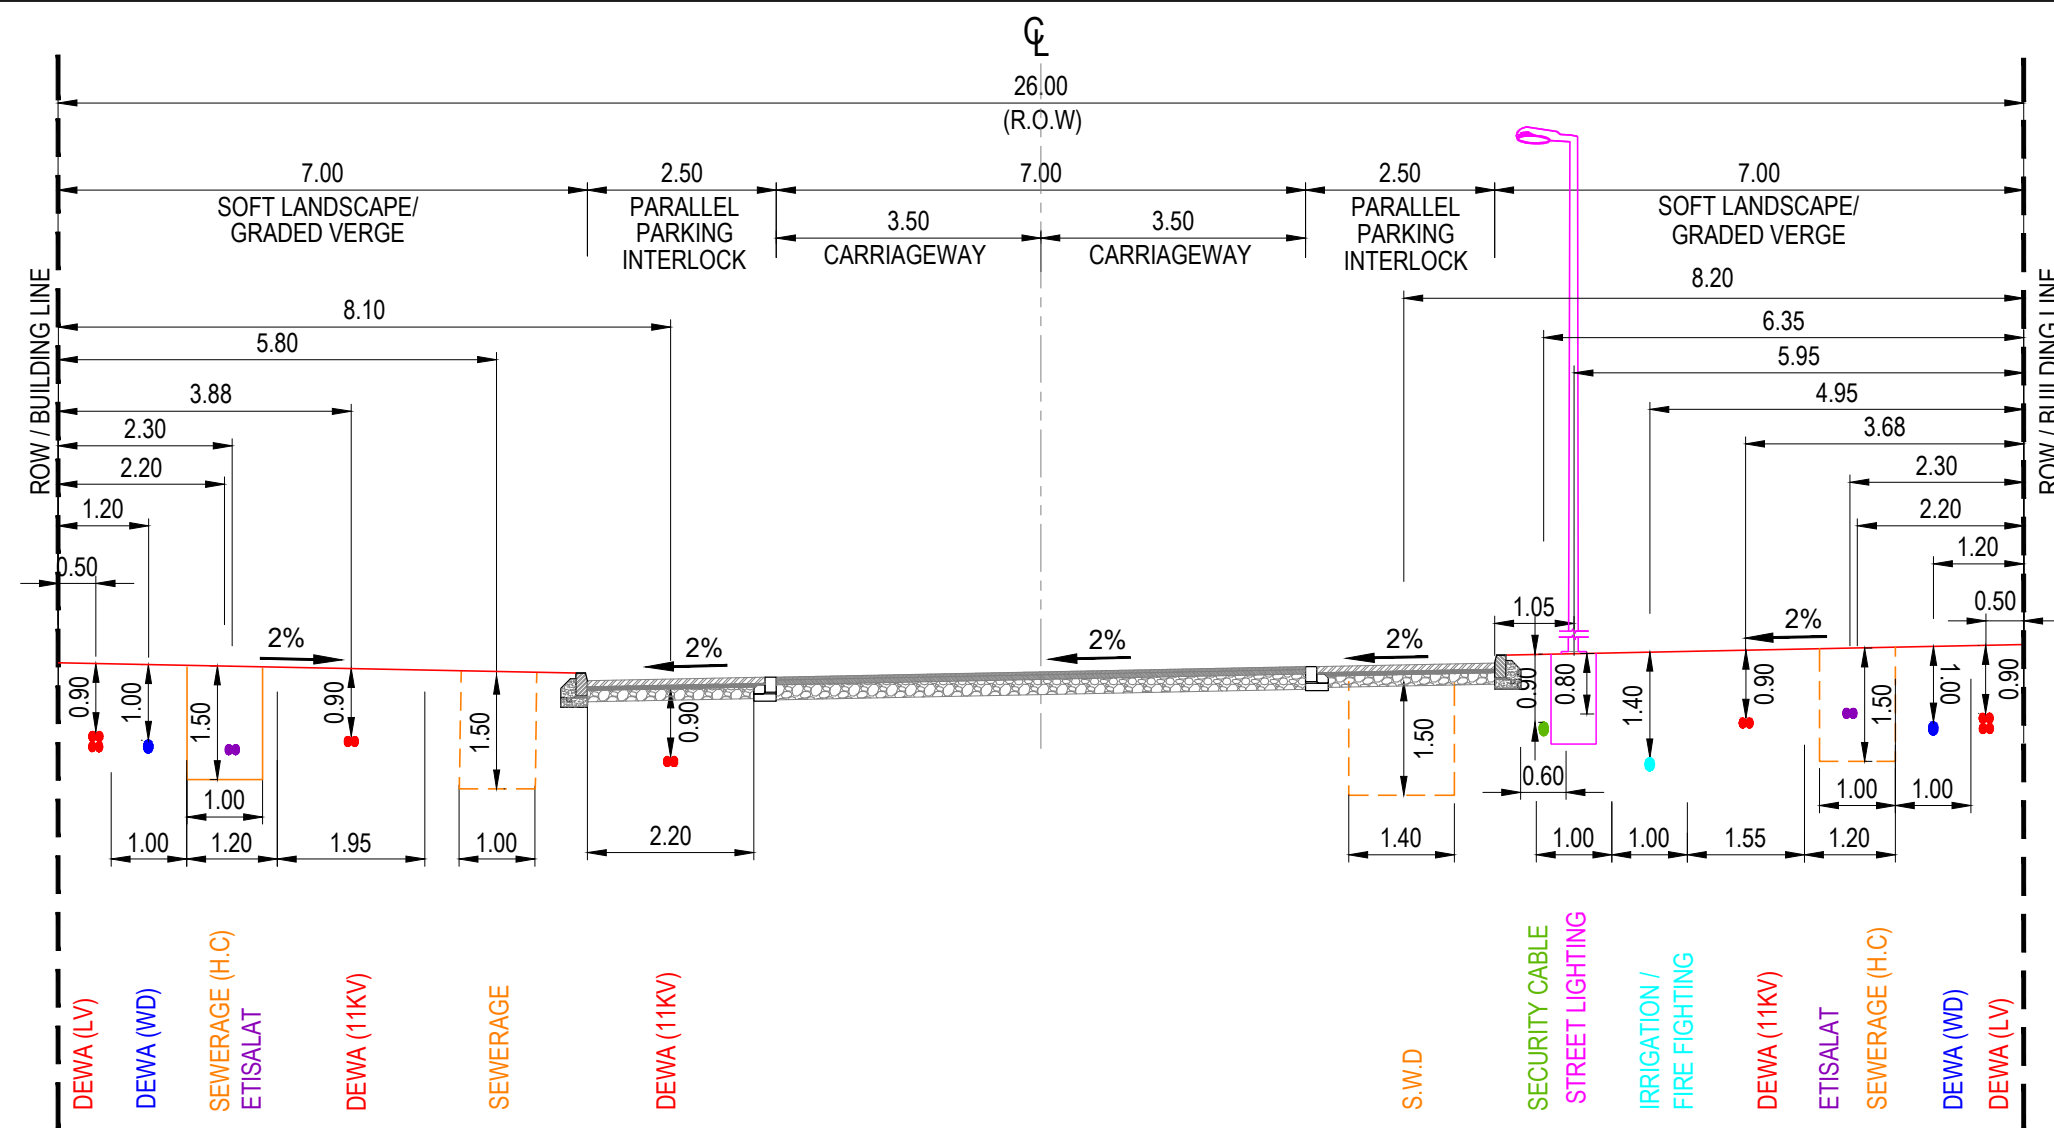 CL
26.00
(R.O.W)
7.00
2.50
7.00
2.50
7.00
SOFT LANDSCAPE/
GRADED VERGE
PARALLEL
PARKING
INTERLOCK
3.50
CARRIAGEWAY
3.50
CARRIAGEWAY
PARALLEL
PARKING
INTERLOCK
SOFT LANDSCAPE/
GRADED VERGE
ROW / BUILDING LINE
8.10
5.80
3.88
2.30
2.20
1.20
0.50
8.20
6.35
5.95
4.95
3.68
2.30
2.20
1.20
0.50
ROW / BUILDING LINE
2%
2%
2%
2%
1.05
2%
0.90
1.00
1.50
0.90
1.50
0.90
1.50
0.90
0.80
1.40
0.90
1.50
1.00
0.90
1.00
0.60
1.00
1.00
1.00
1.20
1.95
1.00
2.20
1.40
1.00
1.00
1.55
1.20
DEWA (LV)
DEWA (WD)
SEWERAGE (H.C)
ETISALAT
DEWA (11KV)
SEWERAGE
DEWA (11KV)
S.W.D
SECURITY CABLE
STREET LIGHTING
IRRIGATION /
FIRE FIGHTING
DEWA (11KV)
ETISALAT
SEWERAGE (H.C)
DEWA (WD)
DEWA (LV)